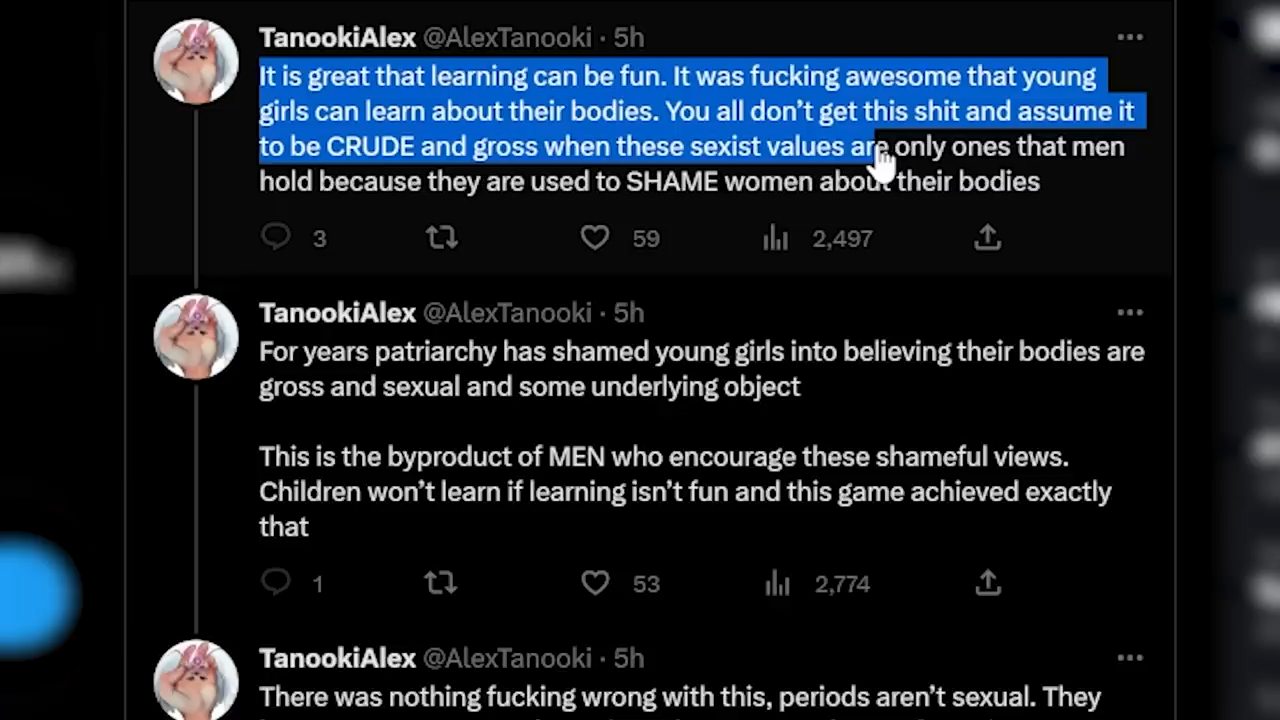 TanookiAlex @AlexTanooki · 5h
It is great that learning can be fun. It was fucking awesome that young
girls can learn about their bodies. You all don’t get this shit and assume it
to be CRUDE and gross when these sexist values are only ones that men
hold because they are used to SHAME women about their bodies
3 59 2,497
TanookiAlex @AlexTanooki · 5h
For years patriarchy has shamed young girls into believing their bodies are
gross and sexual and some underlying object
This is the byproduct of MEN who encourage these shameful views.
Children won’t learn if learning isn’t fun and this game achieved exactly
that
1 53 2,774
TanookiAlex @AlexTanooki · 5h
There was nothing fucking wrong with this, periods aren’t sexual. They